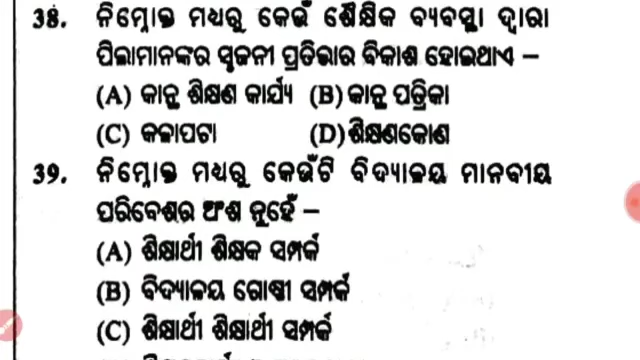 38. ନିମ୍ନୋକ୍ତ ମଧ୍ୟରୁ କେଉଁ ଶୈକ୍ଷିକ ବ୍ୟବସ୍ଥା ଦ୍ୱାରା
ପିଲାମାନଙ୍କର ସୃଜନୀ ପ୍ରତିଭାର ବିକାଶ ହୋଇଥାଏ –
(A) କାନ୍ଥ ଶିକ୍ଷଣ କାର୍ଯ୍ୟ (B) କାନ୍ଥ ପତ୍ରିକା
(C) କଳାପଟା (D) ଶିକ୍ଷଣକୋଣ
39. ନିମ୍ନୋକ୍ତ ମଧ୍ୟରୁ କେଉଁଟି ବିଦ୍ୟାଳୟ ମାନବୀୟ
ପରିବେଶର ଅଂଶ ନୁହେଁ –
(A) ଶିକ୍ଷାର୍ଥୀ ଶିକ୍ଷକ ସମ୍ପର୍କ
(B) ବିଦ୍ୟାଳୟ ଗୋଷ୍ଠୀ ସମ୍ପର୍କ
(C) ଶିକ୍ଷାର୍ଥୀ ଶିକ୍ଷାର୍ଥୀ ସମ୍ପର୍କ